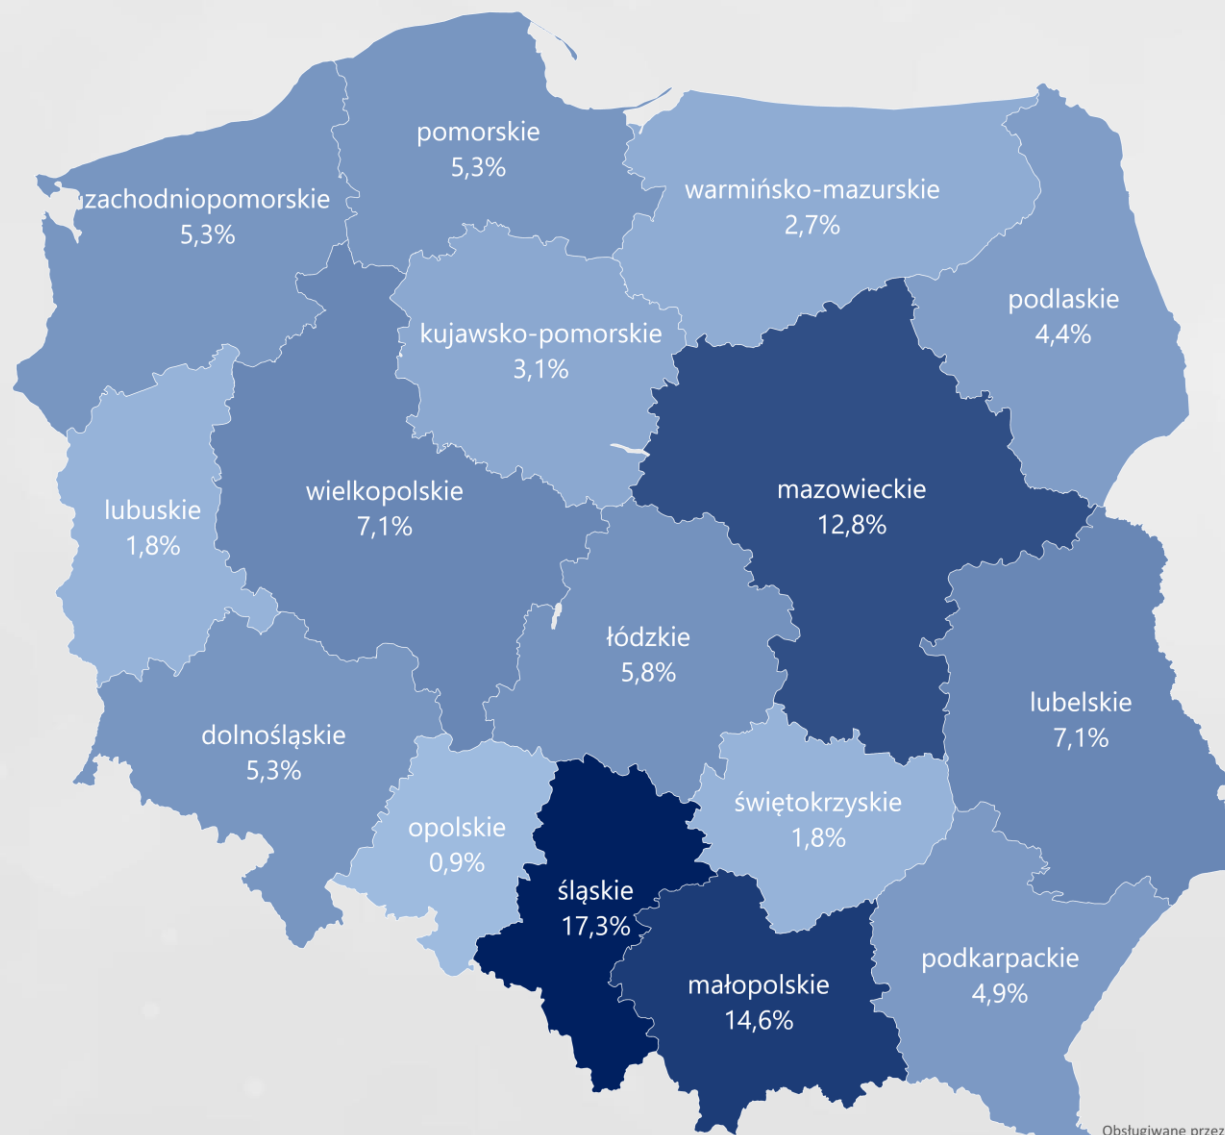 pomorskie
5,3%
zachodniopomorskie
5,3%
warmińsko-mazurskie
2,7%
podlaskie
4,4%
kujawsko-pomorskie
3,1%
wielkopolskie
7,1%
mazowieckie
12,8%
lubuskie
1,8%
łódzkie
5,8%
lubelskie
7,1%
dolnośląskie
5,3%
świętokrzyskie
1,8%
opolskie
0,9%
śląskie
17,3%
podkarpackie
4,9%
małopolskie
14,6%
Obsługiwane przez